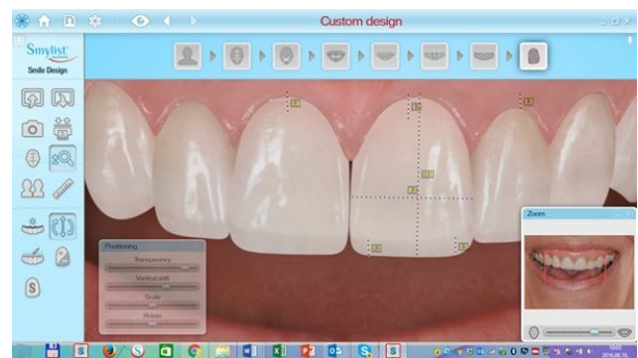 Custom design
Smylist
Smile Design
Positioning
Transparency
Vertical shift
Scale
Rotate
Zoom